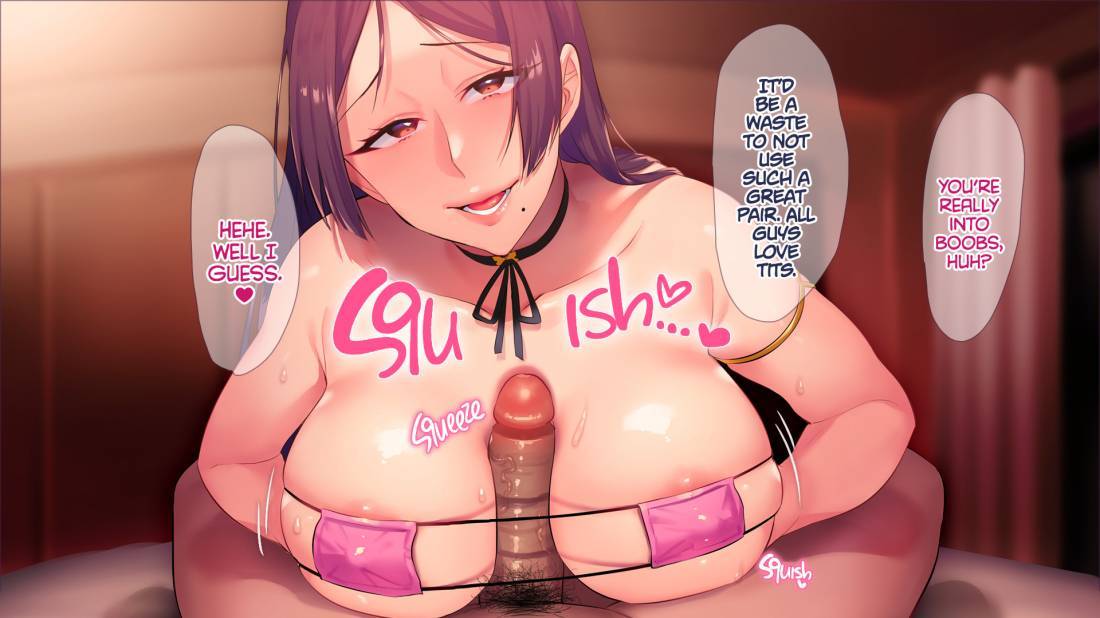 YOU'RE
REALLY
INTO
BOOBS,
HUH?
IT'D
BE A
WASTE
TO NOT
USE
SUCH A
GREAT
PAIR. ALL
GUYS
LOVE
TITS.
HEHE.
WELL I
GUESS.
♥
SQUISH...
SQUEEZE
SQUISH